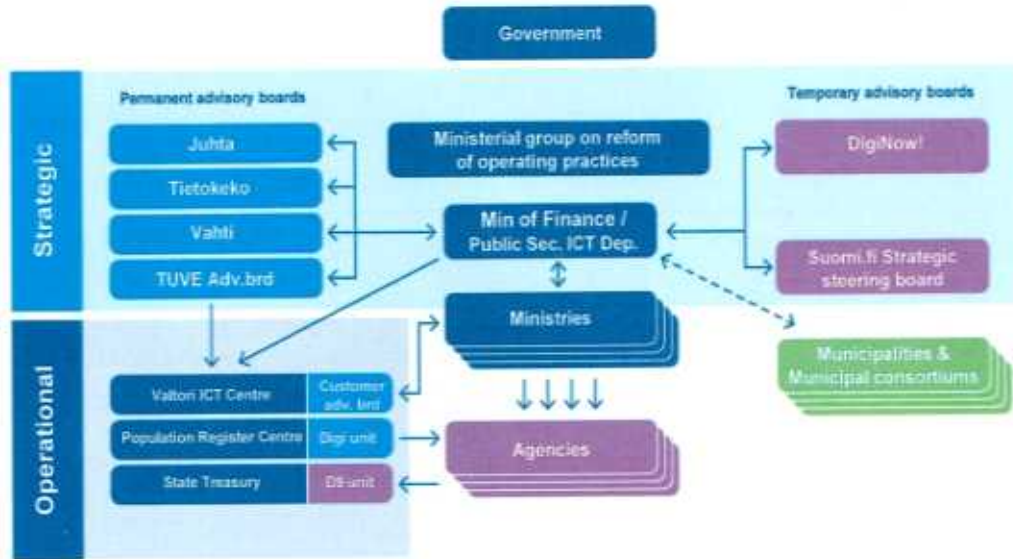 Government
Strategic
Permanent advisory boards
Juhta
Tietokeko
Vahti
TUVE Adv.brd
Ministerial group on reform
of operating practices
Min of Finance /
Public Sec. ICT Dep.
Temporary advisory boards
DigiNow!
Suomi.fi Strategic
steering board
Ministries
Municipalities &
Municipal consortiums
Operational
Valtori ICT Centre
Customer
adv. brd
Population Register Centre
Digi unit
State Treasury
D9-unit
Agencies